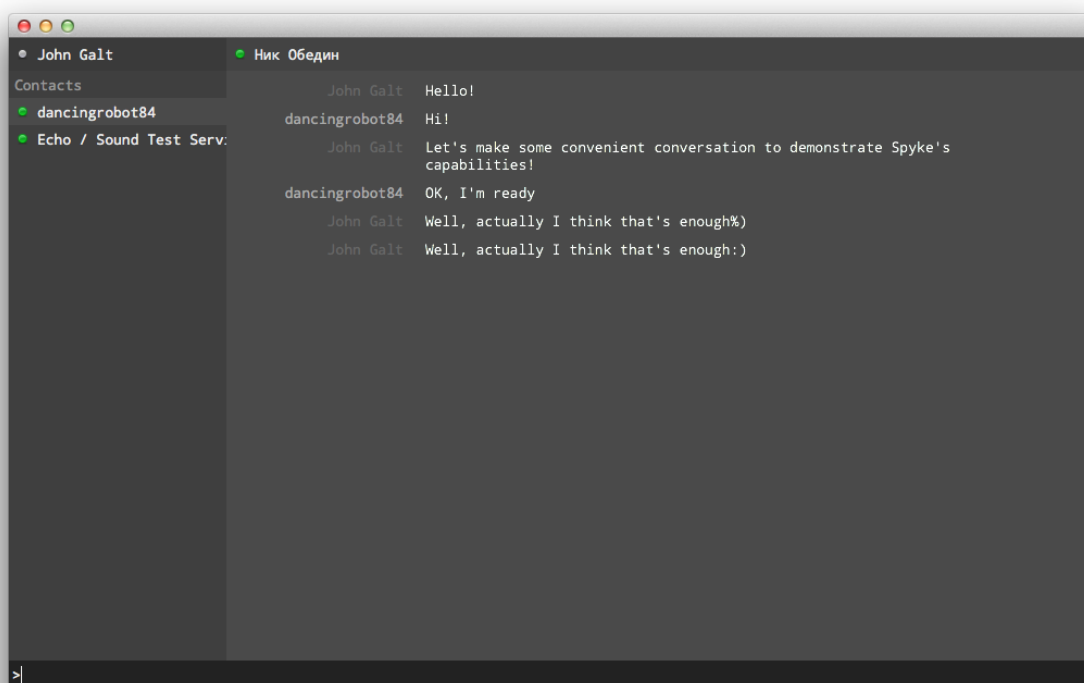 John Galt
Contacts
dancingrobot84
Echo / Sound Test Serv
Ник Обедин
John Galt Hello!
dancingrobot84 Hi!
John Galt Let's make some convenient conversation to demonstrate Spyke's
capabilities!
dancingrobot84 OK, I'm ready
John Galt Well, actually I think that's enough%)
John Galt Well, actually I think that's enough:)
>